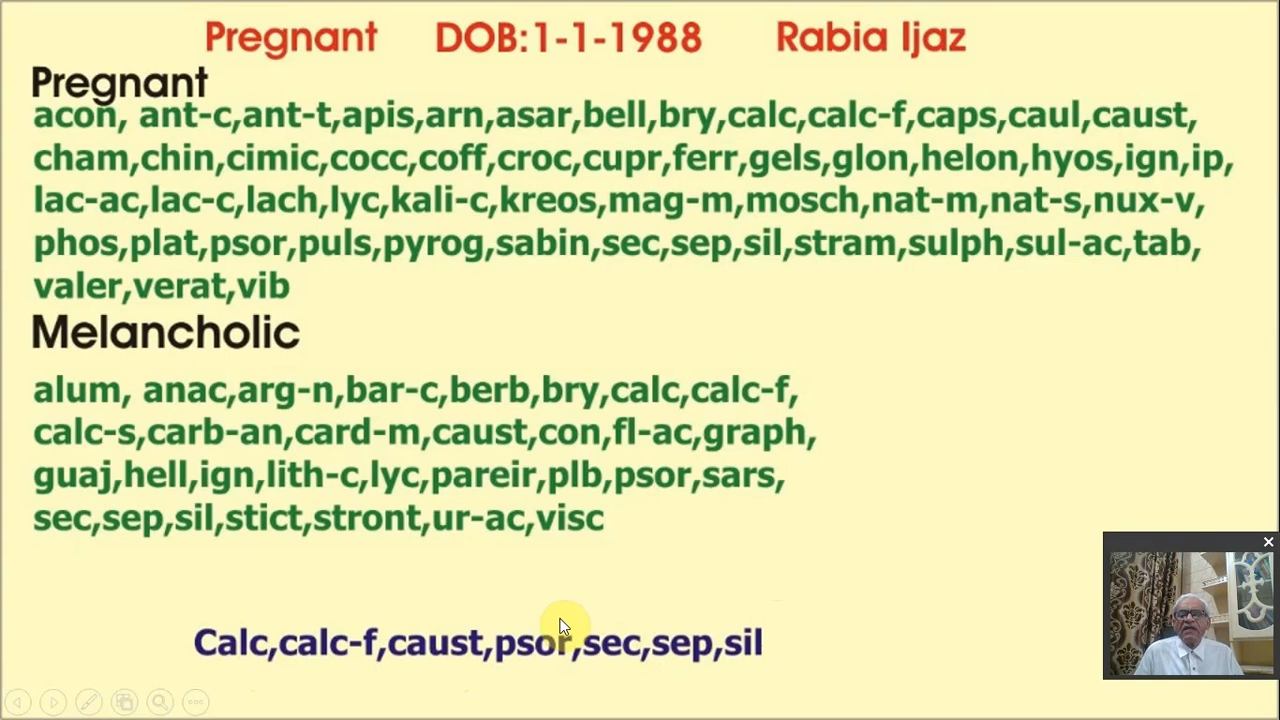 Pregnant DOB:1-1-1988 Rabia Ijaz
Pregnant
acon, ant-c,ant-t,apis,arn,asar,bell,bry,calc,calc-f,caps,caul,caust,
cham,chin,cimic,cocc,coff,croc,cupr,ferr,gels,glon,helon,hyos,ign,ip,
lac-ac,lac-c,lach,lyc,kali-c,kreos,mag-m,mosch,nat-m,nat-s,nux-v,
phos,plat,psor,puls,pyrog,sabin,sec,sep,sil,stram,sulph,sul-ac,tab,
valer,verat,vib
Melancholic
alum, anac,arg-n,bar-c,berb,bry,calc,calc-f,
calc-s,carb-an,card-m,caust,con,fl-ac,graph,
guaj,hell,ign,lith-c,lyc,pareir,plb,psor,sars,
sec,sep,sil,stict,stront,ur-ac,visc
Calc,calc-f,caust,psor,sec,sep,sil